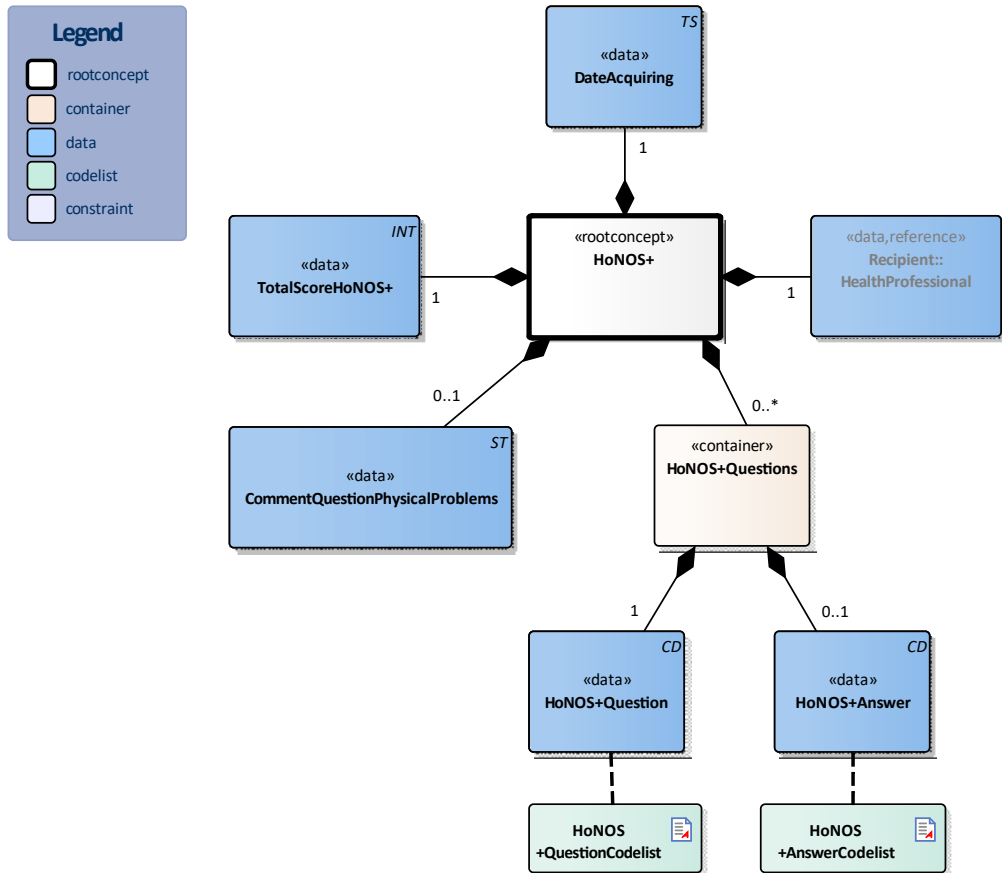 Legend
rootconcept
container
data
codelist
constraint
TS
«data»
DateAcquiring
1
INT
«data»
TotalScoreHoNOS+
1
«rootconcept»
HoNOS+
«data,reference»
Recipient::
HealthProfessional
1
0..1
0..*
ST
«data»
CommentQuestionPhysicalProblems
«container»
HoNOS+Questions
1
0..1
CD
«data»
HoNOS+Question
CD
«data»
HoNOS+Answer
HoNOS
+QuestionCodelist
HoNOS
+AnswerCodelist